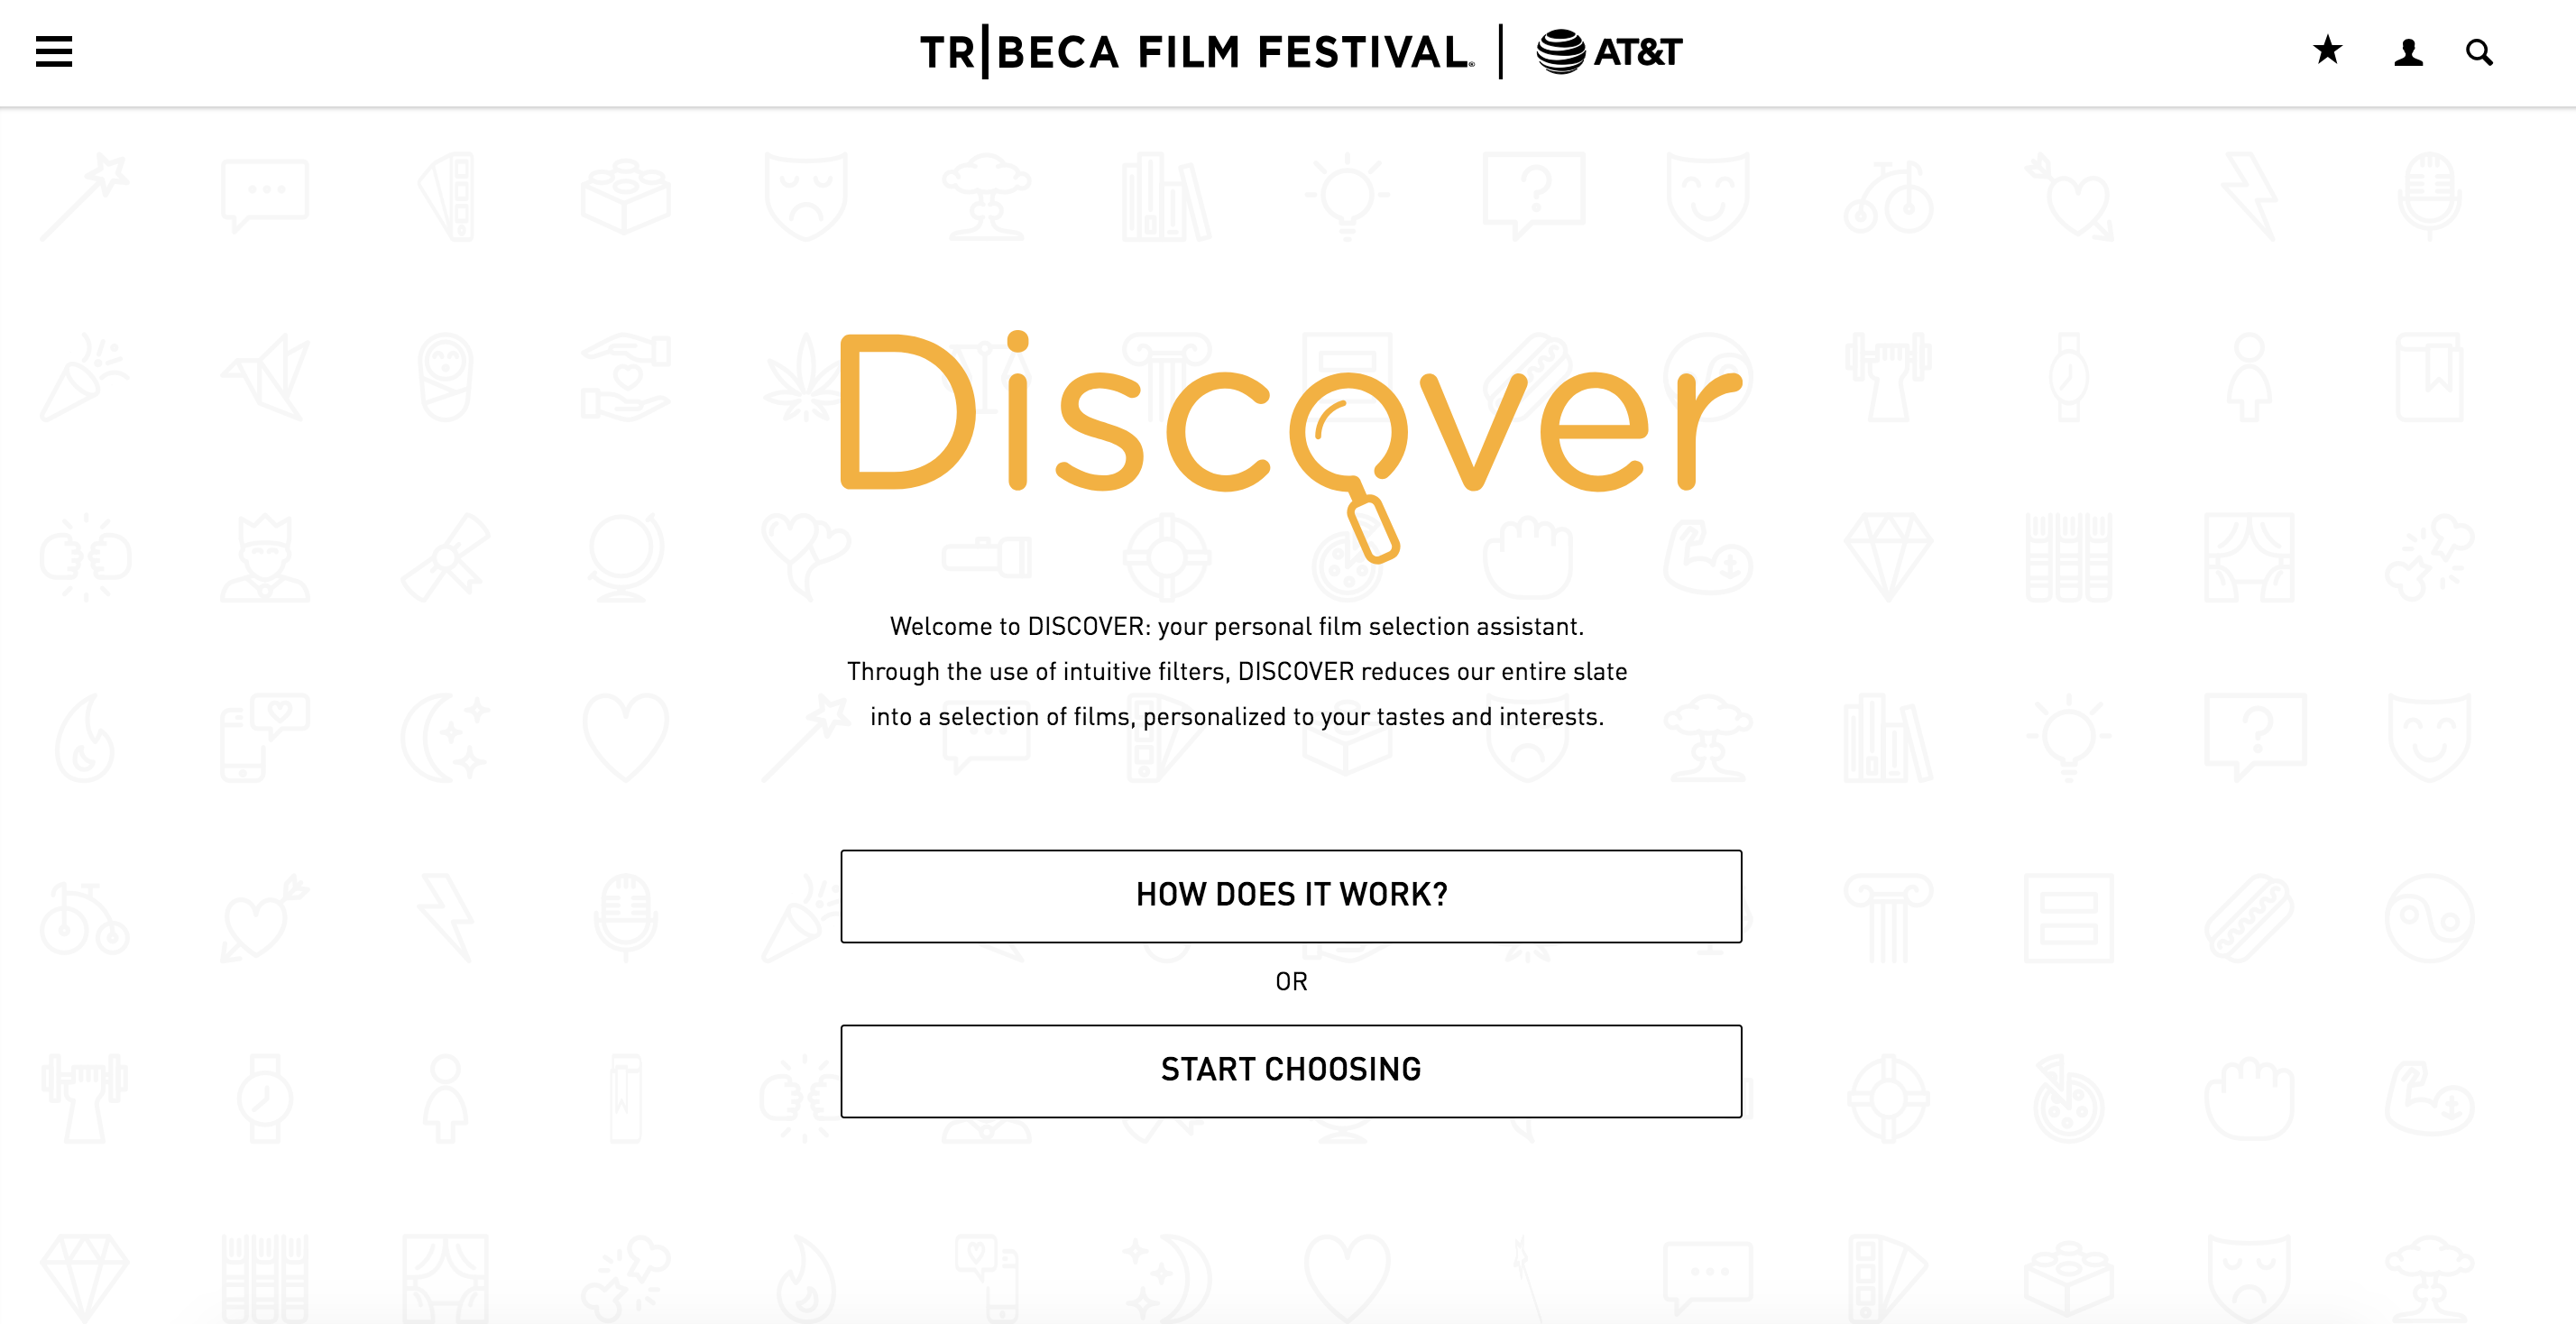 TRIBECA FILM FESTIVAL® | AT&T
Discover
Welcome to DISCOVER: your personal film selection assistant.
Through the use of intuitive filters, DISCOVER reduces our entire slate
into a selection of films, personalized to your tastes and interests.
HOW DOES IT WORK?
OR
START CHOOSING